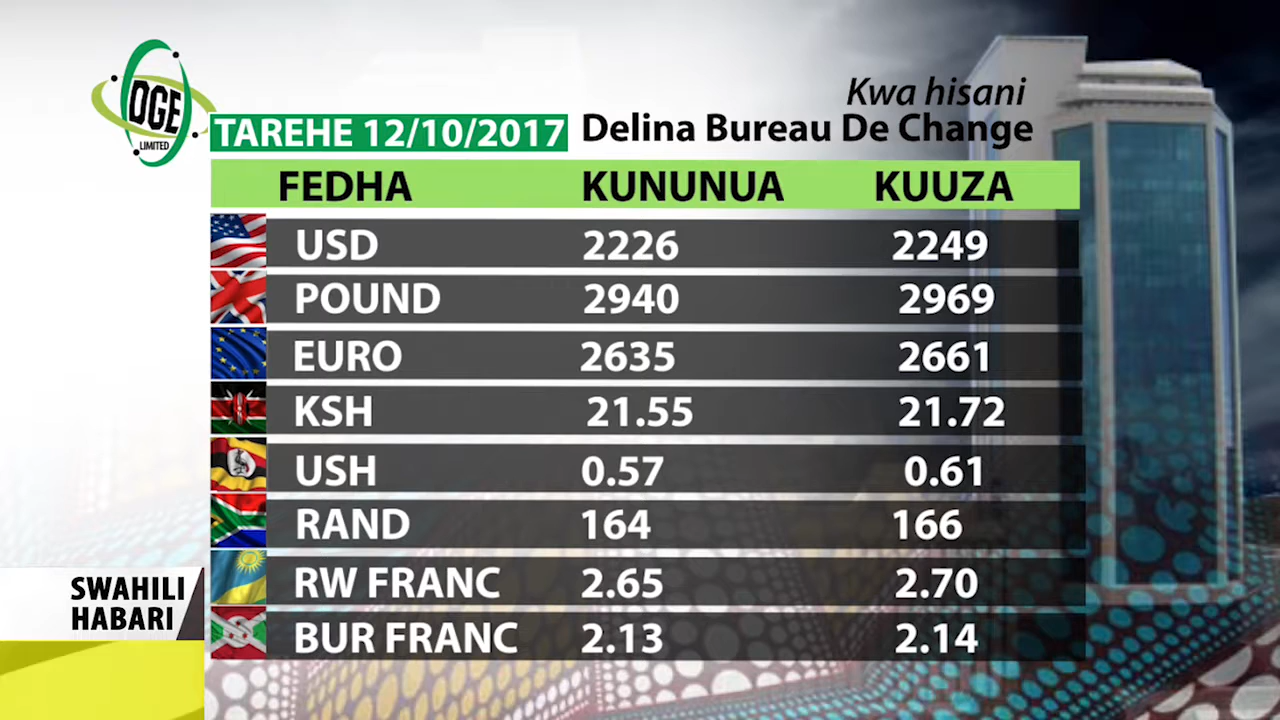 DGE
LIMITED
Kwa hisani
TAREHE 12/10/2017 Delina Bureau De Change
FEDHA KUNUNUA KUUZA
USD 2226 2249
POUND 2940 2969
EURO 2635 2661
KSH 21.55 21.72
USH 0.57 0.61
RAND 164 166
RW FRANC 2.65 2.70
BUR FRANC 2.13 2.14
SWAHILI
HABARI